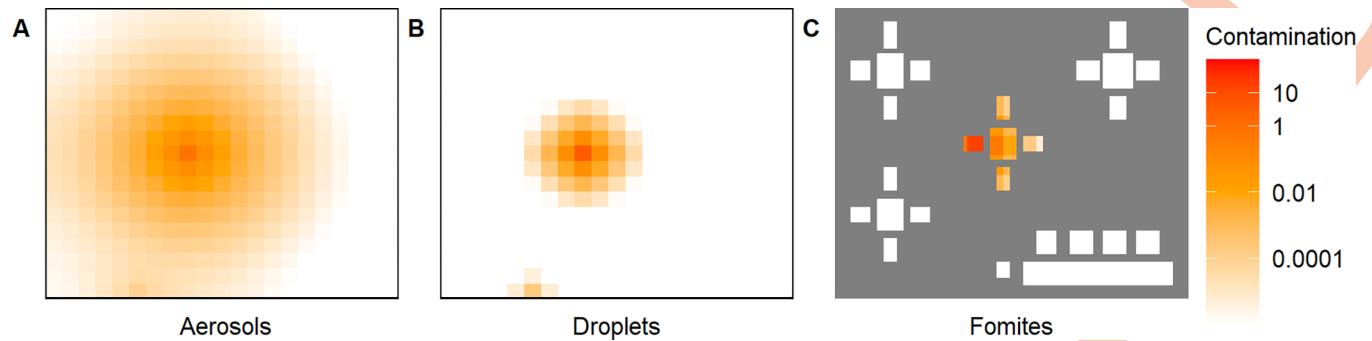 A
B
C
Contamination
10
1
0.01
0.0001
Aerosols
Droplets
Fomites